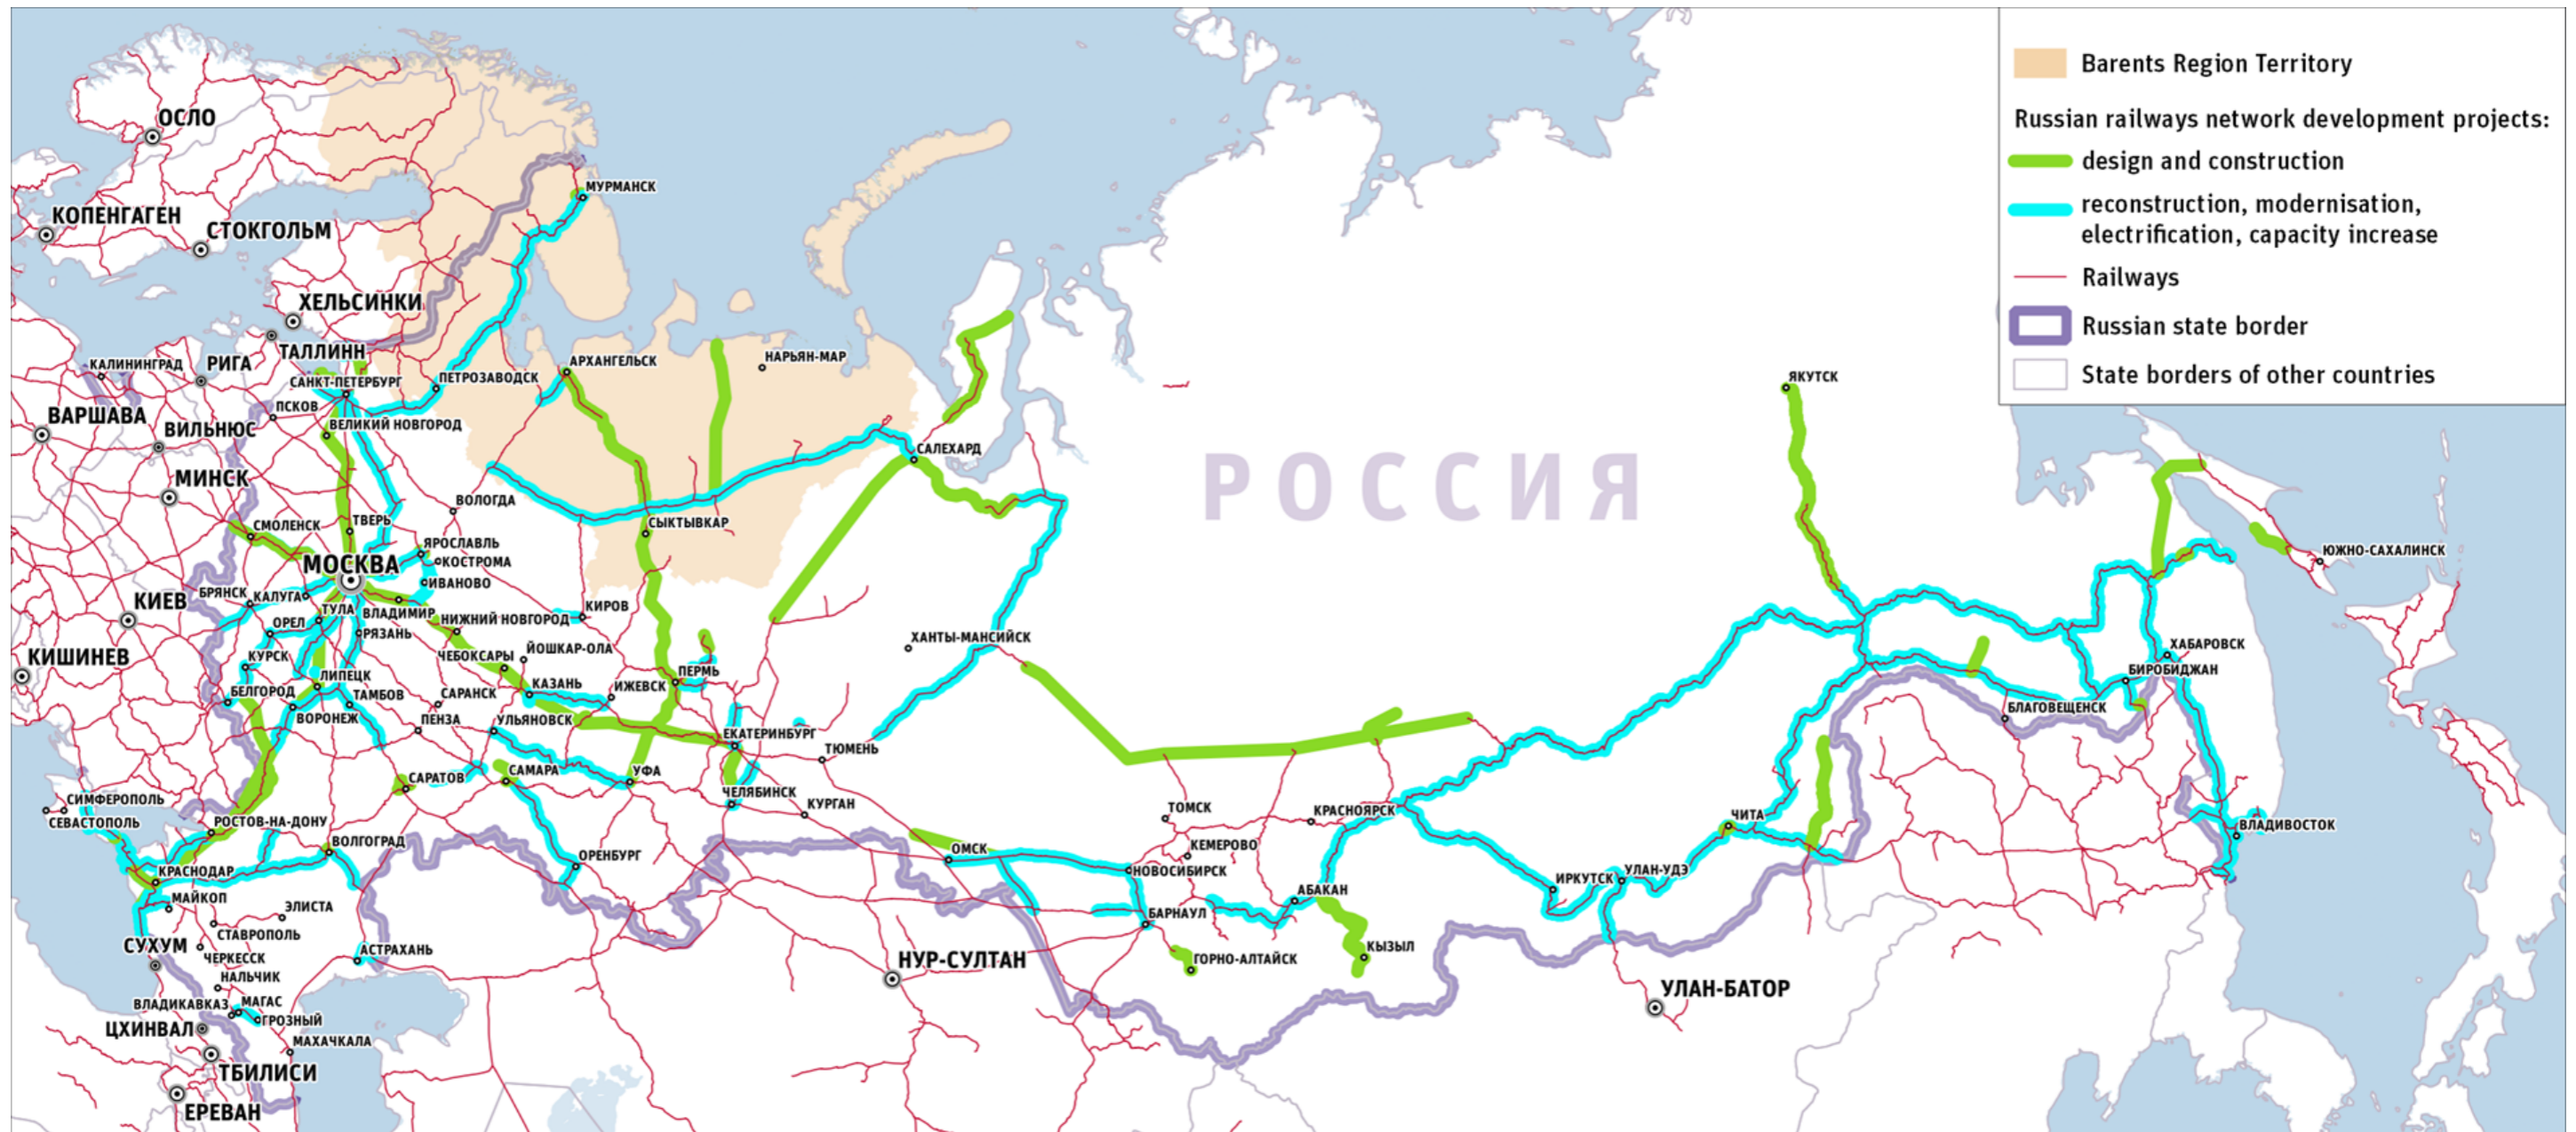 Barents Region Territory
Russian railways network development projects:
design and construction
reconstruction, modernisation,
electrification, capacity increase
Railways
Russian state border
State borders of other countries
ОСЛО
МУРМАНСК
КОПЕНГАГЕН
СТОКГОЛЬМ
ХЕЛЬСИНКИ
ТАЛЛИНН
КАЛИНИНГРАД
РИГА
АРХАНГЕЛЬСК
НАРЬЯН-МАР
САНКТ-ПЕТЕРБУРГ
ПЕТРОЗАВОДСК
ЯКУТСК
ПСКОВ
ВАРШАВА
ВИЛЬНЮС
ВЕЛИКИЙ НОВГОРОД
САЛЕХАРД
РОССИЯ
МИНСК
ВОЛОГДА
СМОЛЕНСК
ТВЕРЬ
СЫКТЫВКАР
ЯРОСЛАВЛЬ
ЮЖНО-САХАЛИНСК
МОСКВА
КОСТРОМА
ИВАНОВО
БРЯНСК
КАЛУГА
КИЕВ
ТУЛА
ВЛАДИМИР
КИРОВ
ОРЕЛ
НИЖНИЙ НОВГОРОД
РЯЗАНЬ
ХАНТЫ-МАНСИЙСК
ХАБАРОВСК
КИШИНЕВ
КУРСК
ЧЕБОКСАРЫ
ЙОШКАР-ОЛА
БИРОБИДЖАН
ЛИПЕЦК
ПЕРМЬ
БЕЛГОРОД
ТАМБОВ
САРАНСК
КАЗАНЬ
ИЖЕВСК
БЛАГОВЕЩЕНСК
ВОРОНЕЖ
ПЕНЗА
УЛЬЯНОВСК
ЕКАТЕРИНБУРГ
ТЮМЕНЬ
САРАТОВ
САМАРА
УФА
ЧЕЛЯБИНСК
КУРГАН
СИМФЕРОПОЛЬ
СЕВАСТОПОЛЬ
РОСТОВ-НА-ДОНУ
ТОМСК
КРАСНОЯРСК
ЧИТА
ВЛАДИВОСТОК
ВОЛГОГРАД
ОРЕНБУРГ
ОМСК
КЕМЕРОВО
КРАСНОДАР
НОВОСИБИРСК
ИРКУТСК
УЛАН-УДЭ
МАЙКОП
ЭЛИСТА
АБАКАН
БАРНАУЛ
СТАВРОПОЛЬ
СУХУМ
АСТРАХАНЬ
КЫЗЫЛ
ЧЕРКЕССК
НУР-СУЛТАН
ГОРНО-АЛТАЙСК
НАЛЬЧИК
УЛАН-БАТОР
ВЛАДИКАВКАЗ
МАГАС
ГРОЗНЫЙ
ЦХИНВАЛ
МАХАЧКАЛА
ТБИЛИСИ
ЕРЕВАН